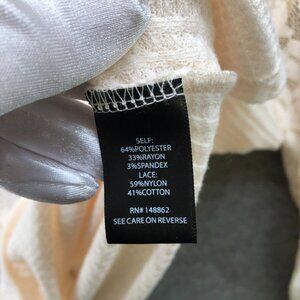 SELF:
64%POLYESTER
33%RAYON
3%SPANDEX
LACE:
59%NYLON
41%COTTON
RN# 148862
SEE CARE ON REVERSE